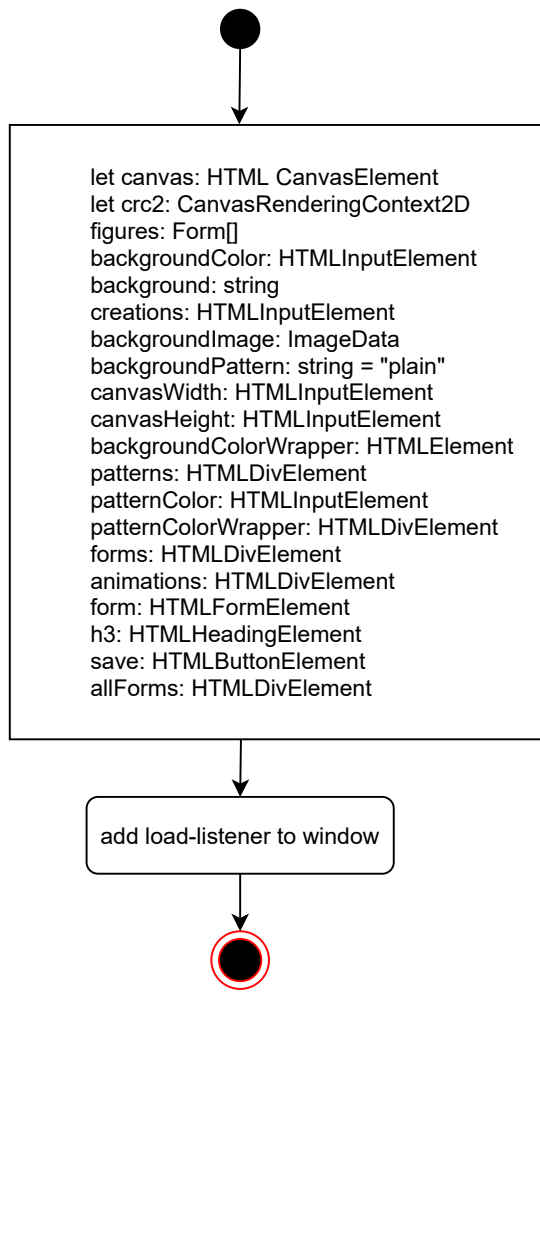 let canvas: HTML CanvasElement
let crc2: CanvasRenderingContext2D
figures: Form[]
backgroundColor: HTMLInputElement
background: string
creations: HTMLInputElement
backgroundImage: ImageData
backgroundPattern: string = "plain"
canvasWidth: HTMLInputElement
canvasHeight: HTMLInputElement
backgroundColorWrapper: HTMLElement
patterns: HTMLDivElement
patternColor: HTMLInputElement
patternColorWrapper: HTMLDivElement
forms: HTMLDivElement
animations: HTMLDivElement
form: HTMLFormElement
h3: HTMLHeadingElement
save: HTMLButtonElement
allForms: HTMLDivElement
add load-listener to window